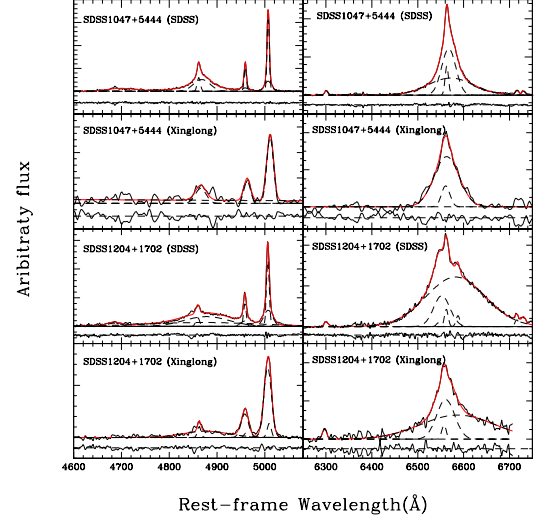 SDSS1047+5444 (SDSS)
SDSS1047+5444 (SDSS)
SDSS1047+5444 (Xinglong)
SDSS1047+5444 (Xinglong)
SDSS1204+1702 (SDSS)
SDSS1204+1702 (SDSS)
SDSS1204+1702 (Xinglong)
SDSS1204+1702 (Xinglong)
Aribitraty flux
4600 4700 4800 4900 5000 6300 6400 6500 6600 6700
Rest-frame Wavelength(Å)